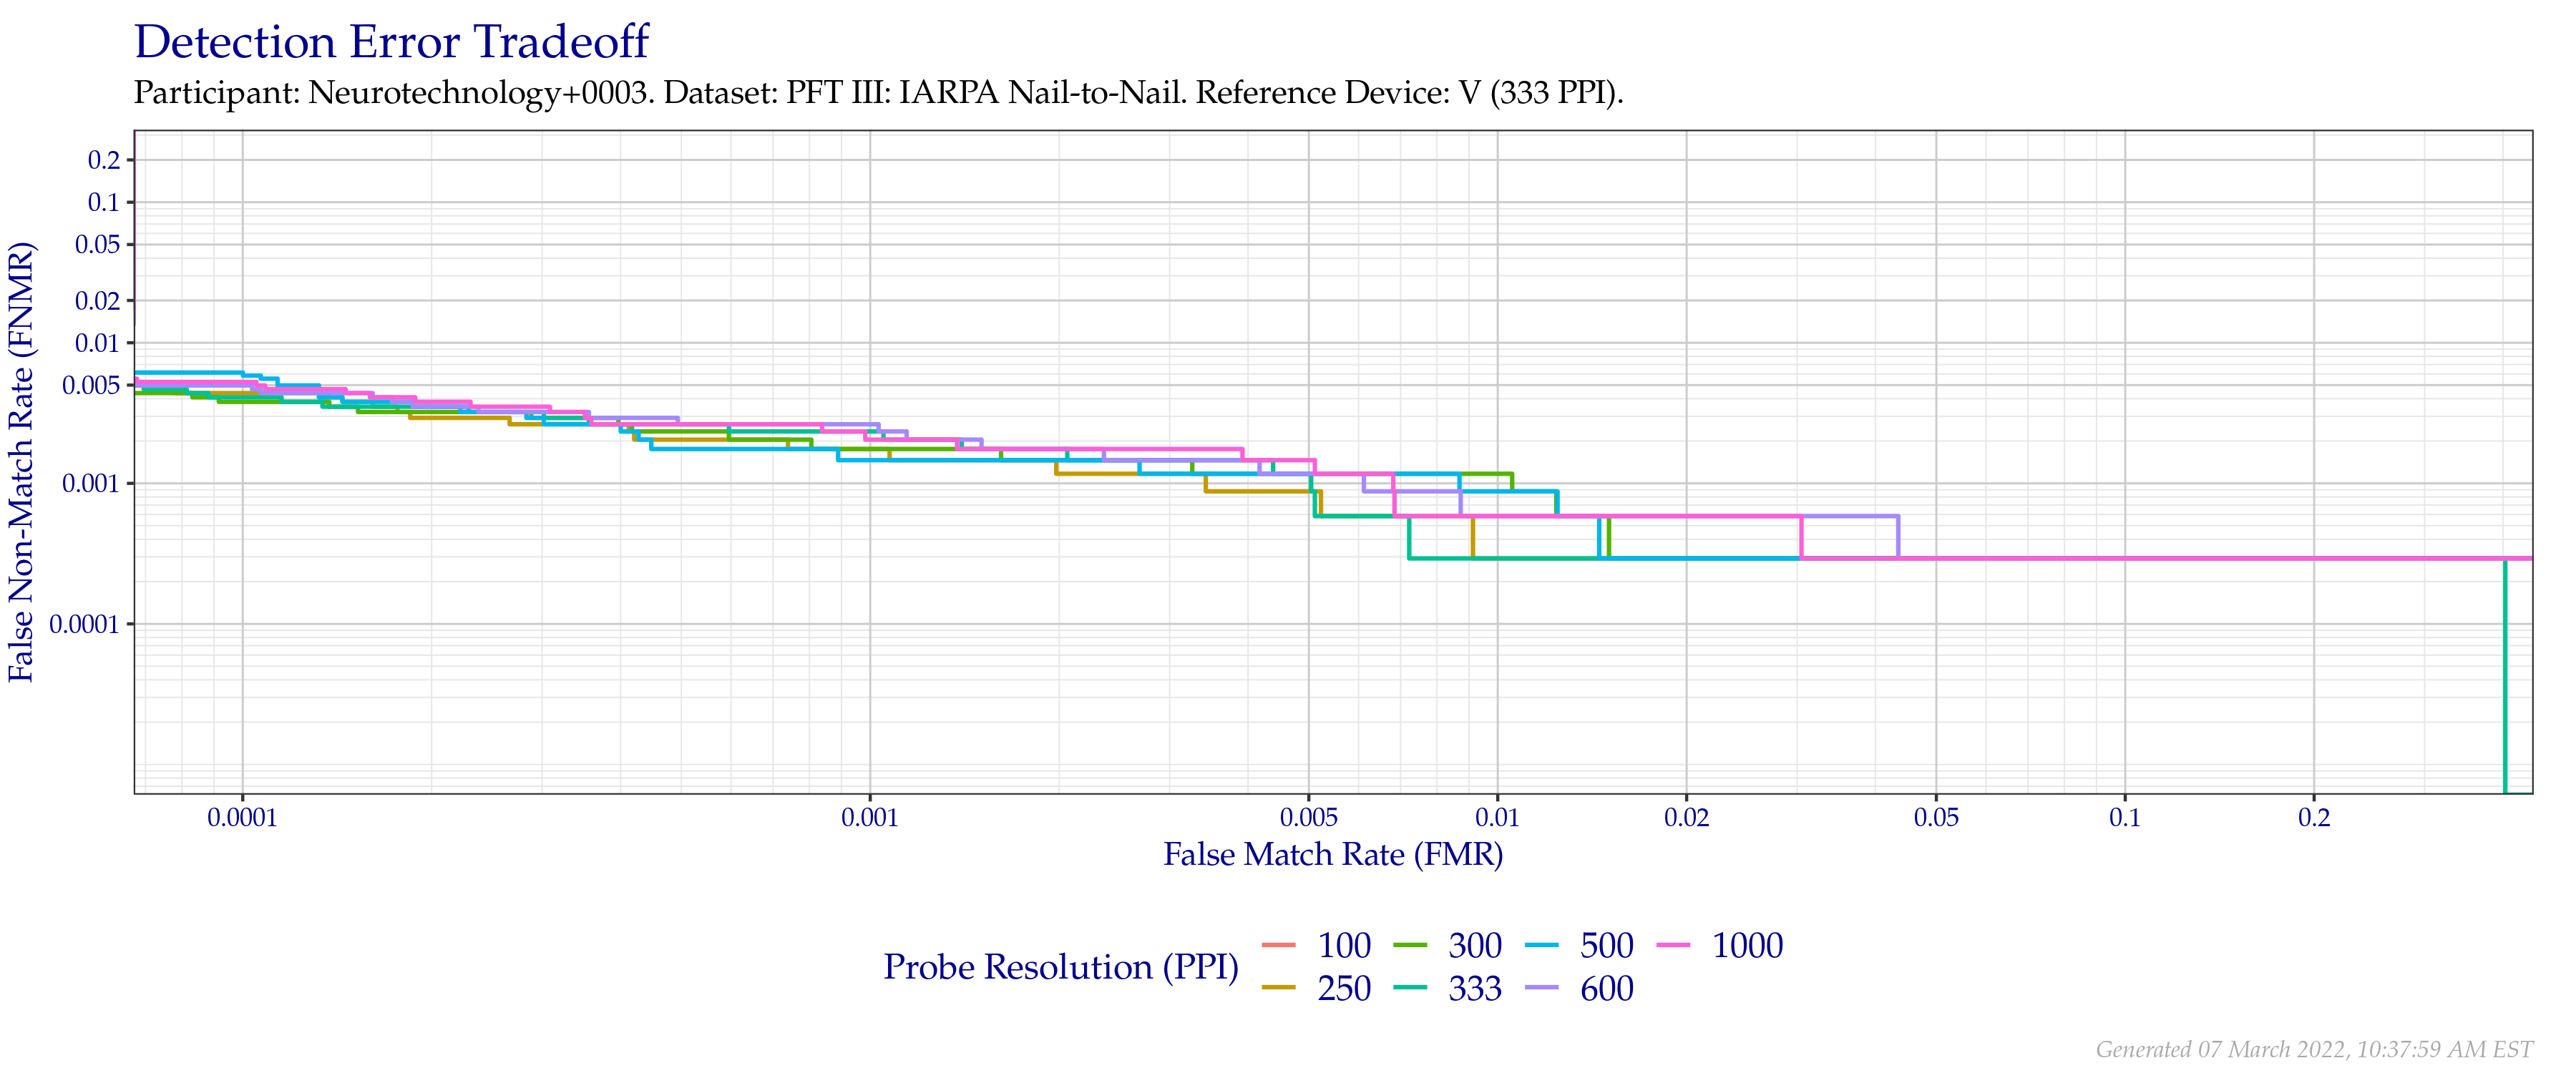 Detection Error Tradeoff
Participant: Neurotechnology+0003. Dataset: PFT III: IARPA Nail-to-Nail. Reference Device: V (333 PPI).
False Non-Match Rate (FNMR)
0.2
0.1
0.05
0.02
0.01
0.005
0.001
0.0001
0.0001 0.001 0.005 0.01 0.02 0.05 0.1 0.2
False Match Rate (FMR)
Probe Resolution (PPI)
100 300 500 1000
250 333 600
Generated 07 March 2022, 10:37:59 AM EST